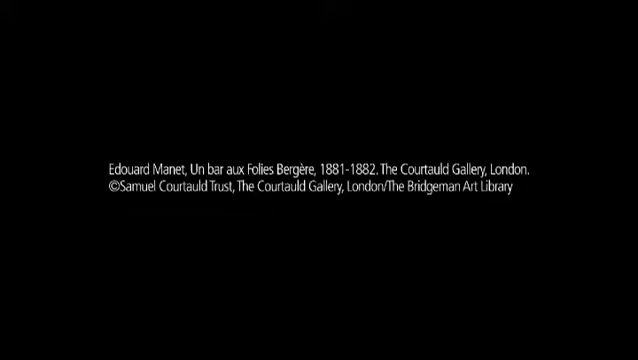 Edouard Manet, Un bar aux Folies Bergère, 1881-1882. The Courtauld Gallery, London.
©Samuel Courtauld Trust, The Courtauld Gallery, London/The Bridgeman Art Library